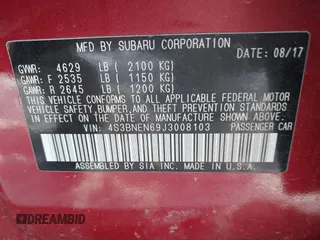 MFD BY SUBARU CORPORATION
DATE: 08/17
GVWR: 4629 LB ( 2100 KG)
GAWR: F 2535 LB ( 1150 KG)
GAWR: R 2645 LB ( 1200 KG)
THIS VEHICLE CONFORMS TO ALL APPLICABLE FEDERAL MOTOR
VEHICLE SAFETY, BUMPER, AND THEFT PREVENTION STANDARDS
IN EFFECT ON THE DATE OF MANUFACTURE SHOWN ABOVE.
VIN: 4S3BNEN69J3008103 PASSENGER CAR
ASSEMBLED BY SIA INC. MADE IN U.S.A.
DREAMBID